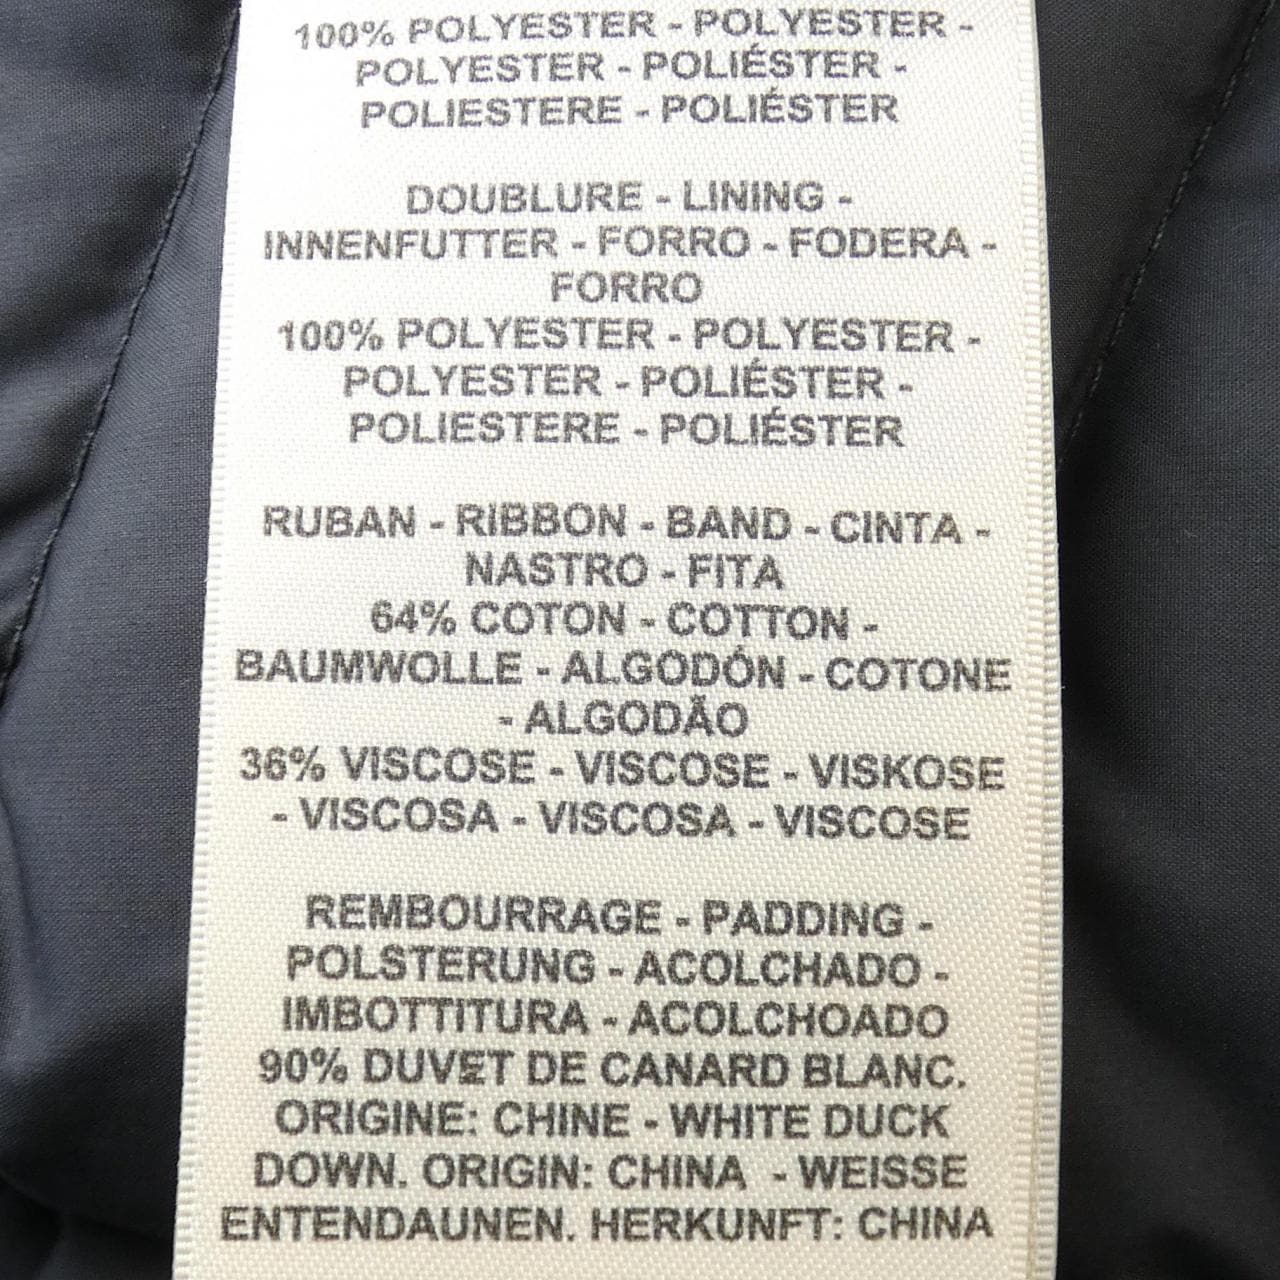 100% POLYESTER - POLYESTER -
POLYESTER - POLIÉSTER -
POLIESTERE - POLIÉSTER
DOUBLURE - LINING -
INNENFUTTER - FORRO - FODERA -
FORRO
100% POLYESTER - POLYESTER -
POLYESTER - POLIÉSTER -
POLIESTERE - POLIÉSTER
RUBAN - RIBBON - BAND - CINTA -
NASTRO - FITA
64% COTON - COTTON -
BAUMWOLLE - ALGODÓN - COTONE
- ALGODÃO
36% VISCOSE - VISCOSE - VISKOSE
- VISCOSA - VISCOSA - VISCOSE
REMBOURRAGE - PADDING -
POLSTERUNG - ACOLCHADO -
IMBOTTITURA - ACOLCHOADO
90% DUVET DE CANARD BLANC.
ORIGINE: CHINE - WHITE DUCK
DOWN. ORIGIN: CHINA - WEISSE
ENTENDAUNEN. HERKUNFT: CHINA